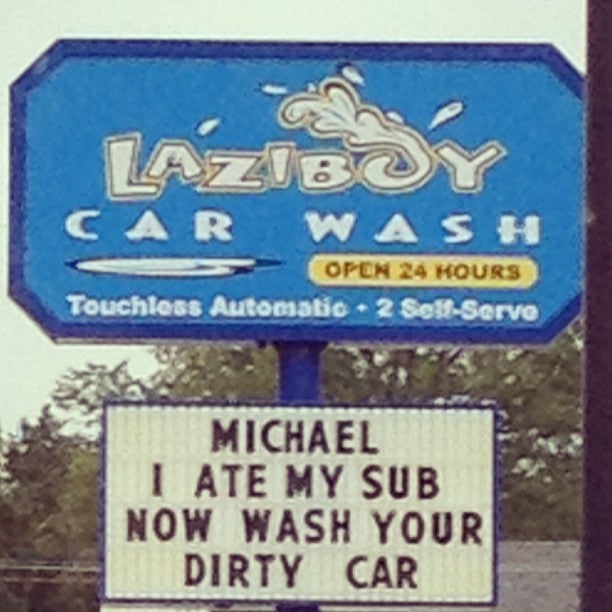 LAZIBOY
CAR WASH
OPEN 24 HOURS
Touchless Automatic • 2 Self-Serve
MICHAEL
I ATE MY SUB
NOW WASH YOUR
DIRTY CAR